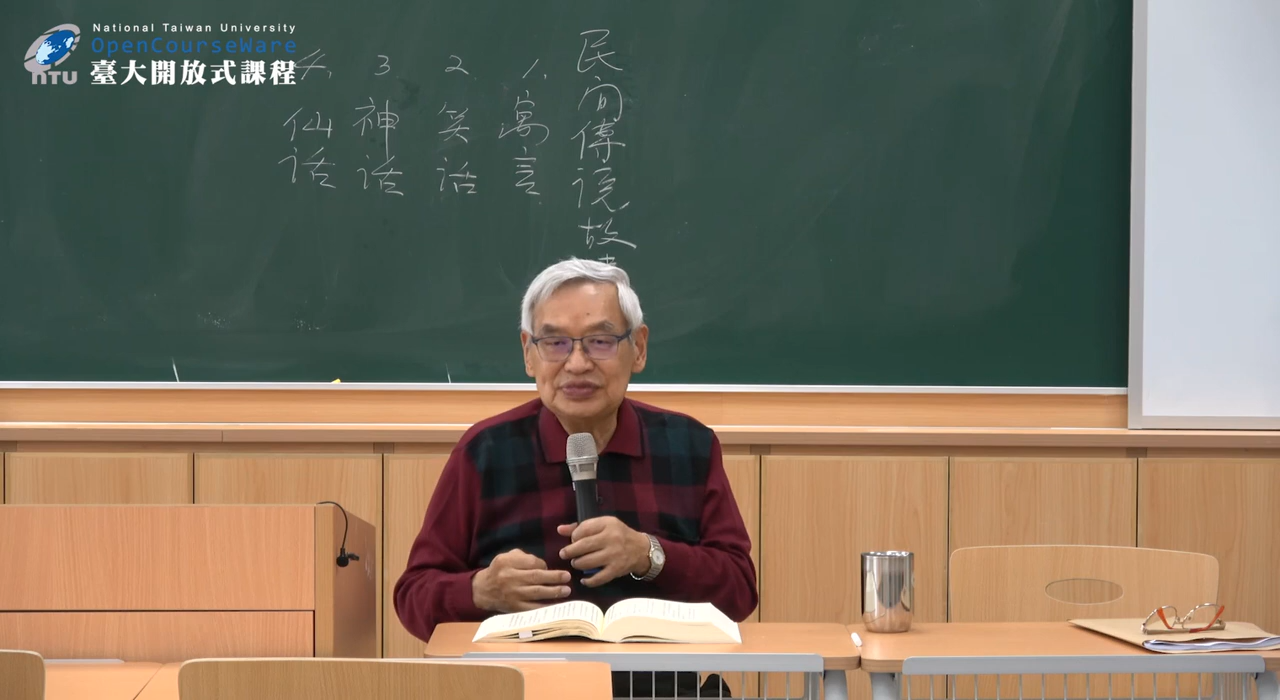 National Taiwan University
OpenCourseWare
NTU 臺大開放式課程
民间傳说故
1. 寓言
2. 笑话
3 神话
4. 仙话